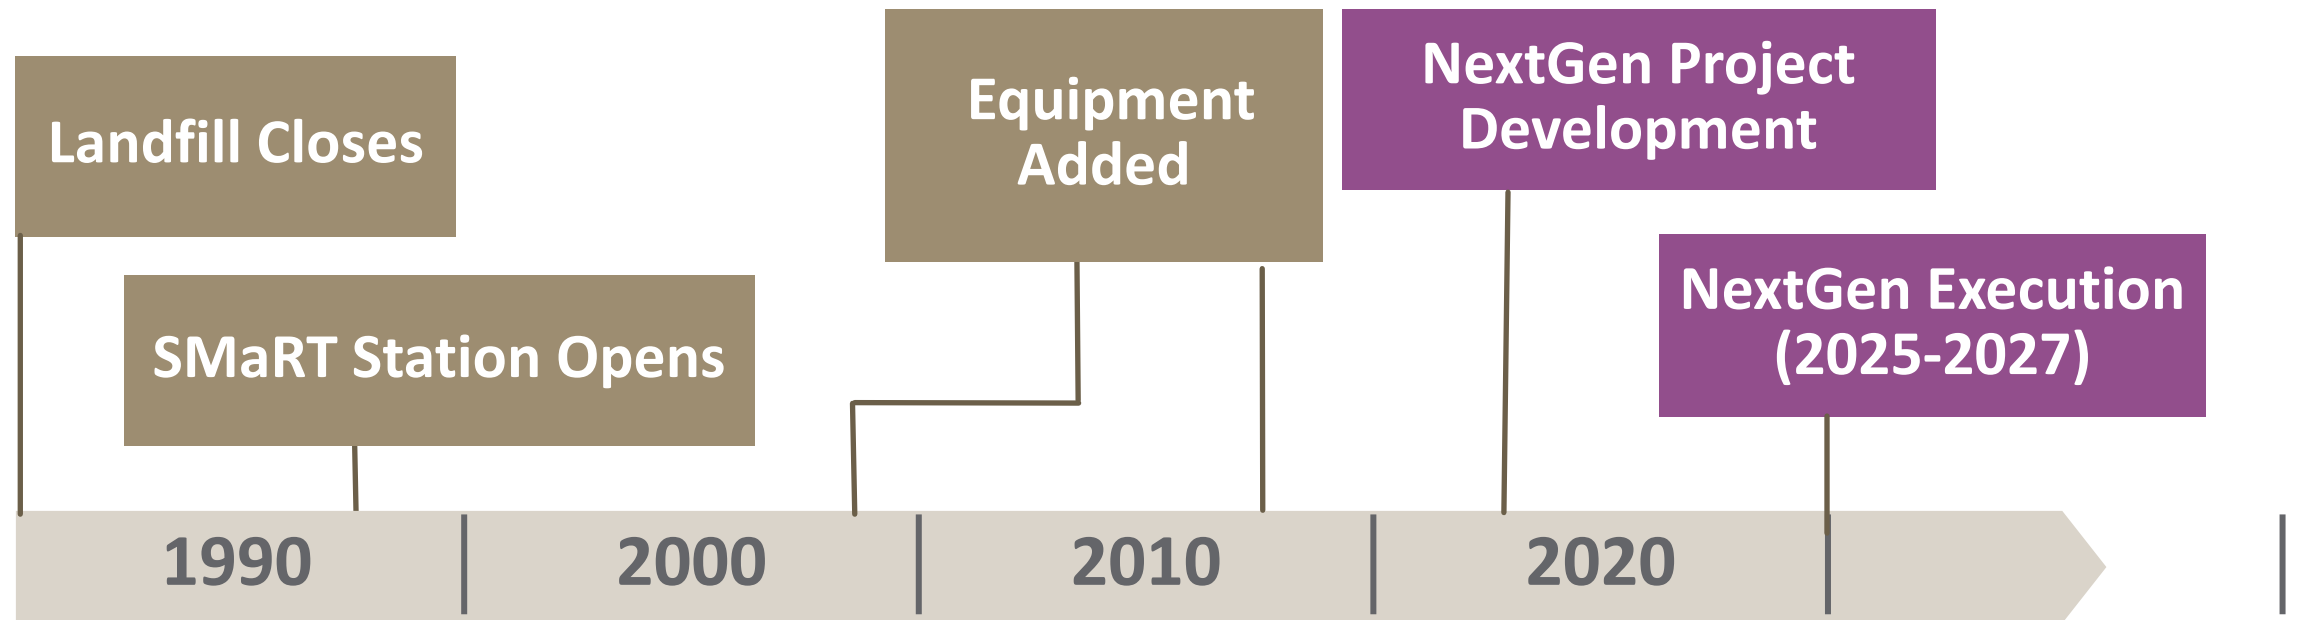 Landfill Closes
SMaRT Station Opens
Equipment
Added
NextGen Project
Development
NextGen Execution
(2025-2027)
1990
2000
2010
2020